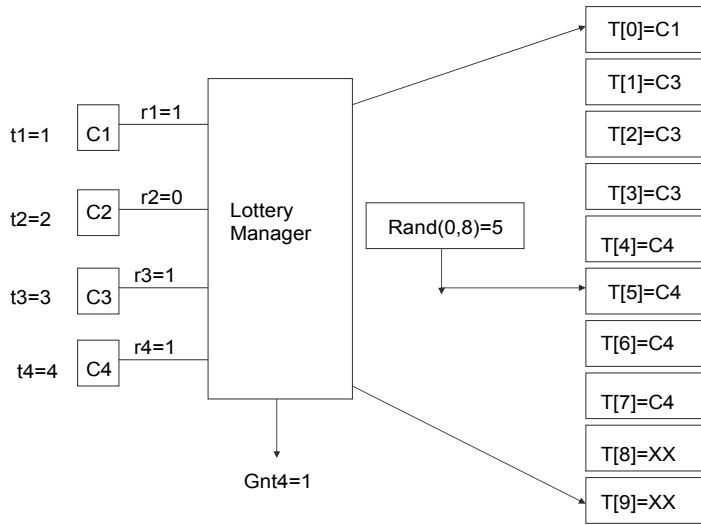 t1=1
C1
r1=1
t2=2
C2
r2=0
t3=3
C3
r3=1
t4=4
C4
r4=1
Lottery
Manager
Gnt4=1
Rand(0,8)=5
T[0]=C1
T[1]=C3
T[2]=C3
T[3]=C3
T[4]=C4
T[5]=C4
T[6]=C4
T[7]=C4
T[8]=XX
T[9]=XX